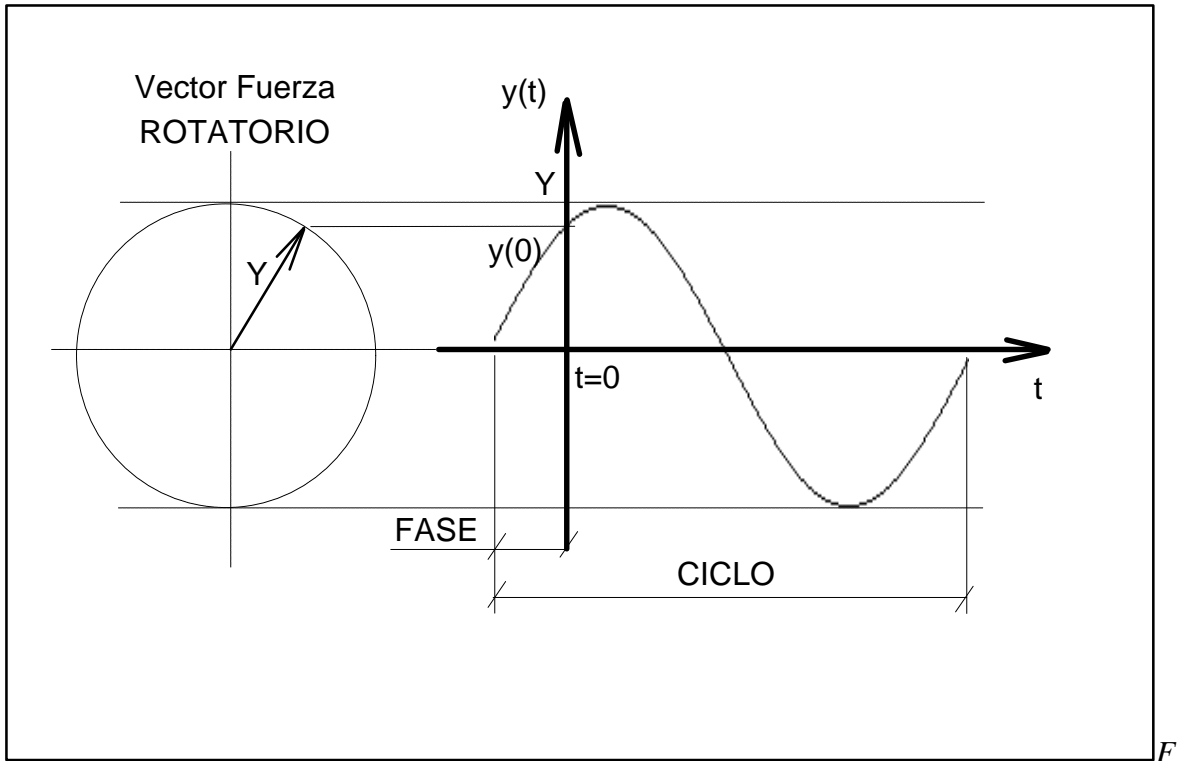 Vector Fuerza
ROTATORIO
y(t)
Y
y(0)
Y
t=0
t
FASE
CICLO
F